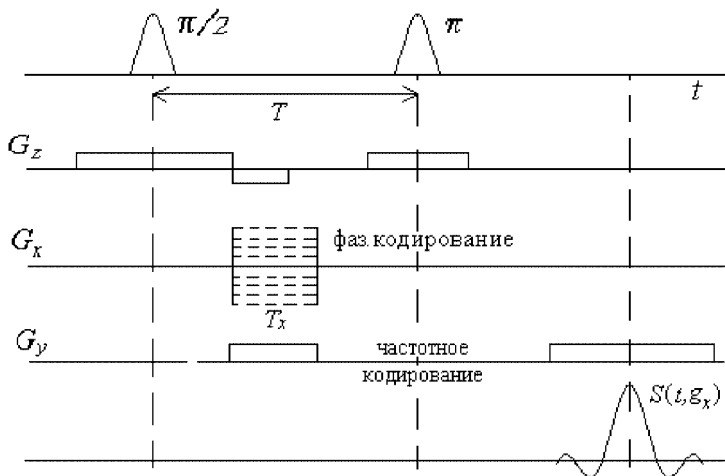 π/2
π
t
T
G_z
G_x
фаз.кодирование
T_x
G_y
частотное
кодирование
S(t,g_x)